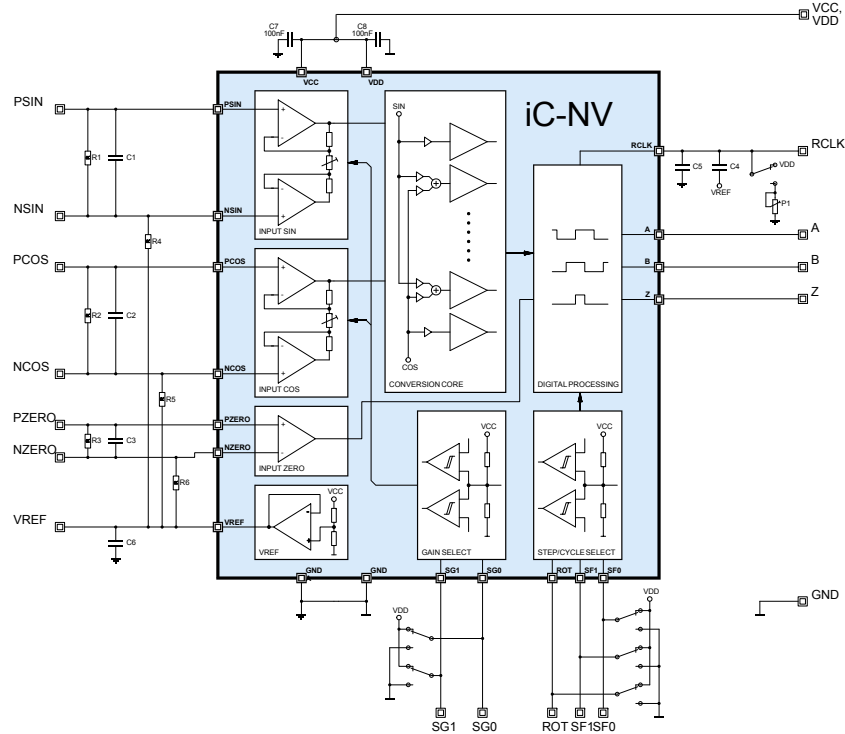 C7
100nF
C8
100nF
VCC,
VDD
VCC
VDD
iC-NV
PSIN
PSIN
SIN
RCLK
RCLK
R1
C1
C5
C4
VDD
VREF
P1
NSIN
NSIN
INPUT SIN
R4
A
A
PCOS
PCOS
B
B
R2
C2
Z
Z
COS
NCOS
NCOS
INPUT COS
CONVERSION CORE
DIGITAL PROCESSING
R5
PZERO
PZERO
R3
C3
NZERO
NZERO
INPUT ZERO
VCC
VCC
R6
VREF
VREF
VCC
C6
VREF
GAIN SELECT
STEP/CYCLE SELECT
GND
GND
SG1
SG0
ROT
SF1
SF0
VDD
VDD
GND
SG1
SG0
ROT
SF1
SF0